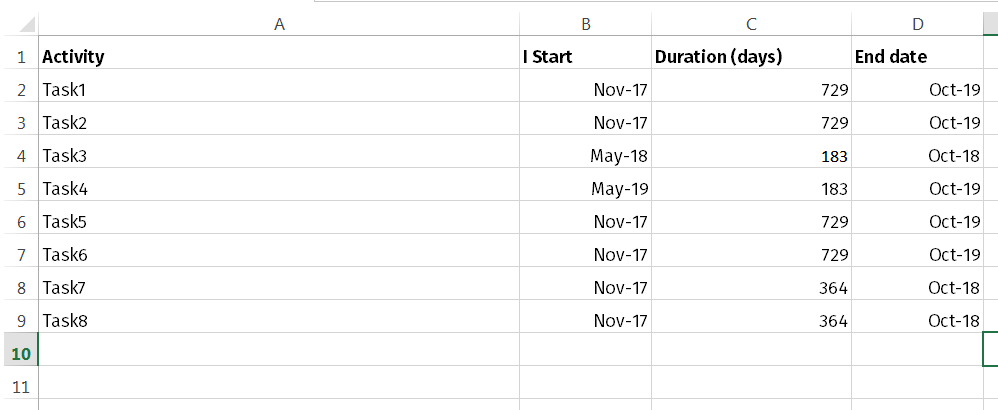 A B C D
1 Activity I Start Duration (days) End date
2 Task1 Nov-17 729 Oct-19
3 Task2 Nov-17 729 Oct-19
4 Task3 May-18 183 Oct-18
5 Task4 May-19 183 Oct-19
6 Task5 Nov-17 729 Oct-19
7 Task6 Nov-17 729 Oct-19
8 Task7 Nov-17 364 Oct-18
9 Task8 Nov-17 364 Oct-18
10
11